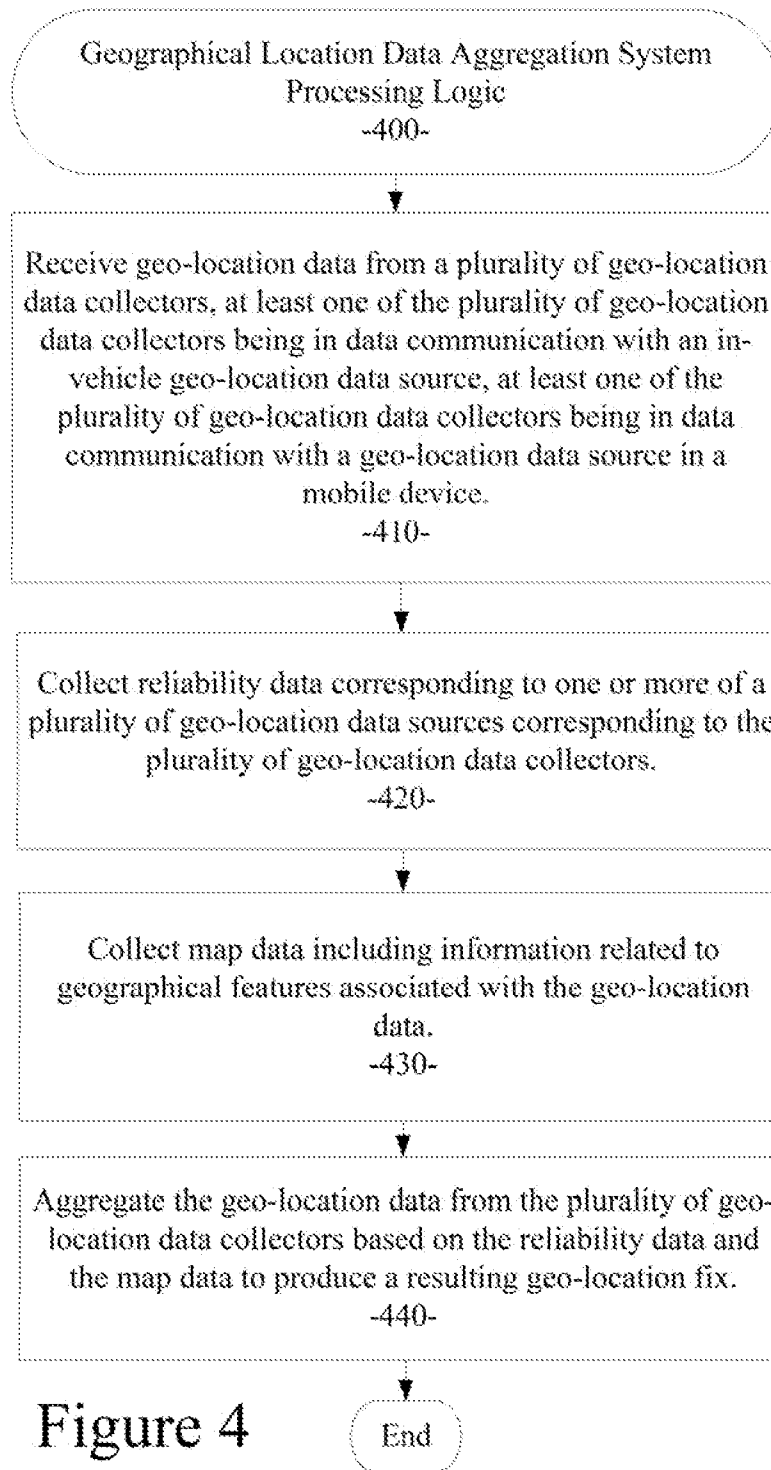 Geographical Location Data Aggregation System
Processing Logic
-400-
Receive geo-location data from a plurality of geo-location
data collectors, at least one of the plurality of geo-location
data collectors being in data communication with an in-
vehicle geo-location data source, at least one of the
plurality of geo-location data collectors being in data
communication with a geo-location data source in a
mobile device.
-410-
Collect reliability data corresponding to one or more of a
plurality of geo-location data sources corresponding to the
plurality of geo-location data collectors.
-420-
Collect map data including information related to
geographical features associated with the geo-location
data.
-430-
Aggregate the geo-location data from the plurality of geo-
location data collectors based on the reliability data and
the map data to produce a resulting geo-location fix.
-440-
Figure 4
End